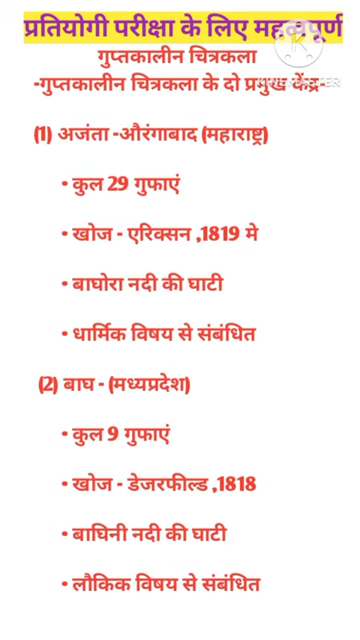 प्रतियोगी परीक्षा के लिए महत्वपूर्ण
गुप्तकालीन चित्रकला
-गुप्तकालीन चित्रकला के दो प्रमुख केंद्र-
(1) अजंता -औरंगाबाद (महाराष्ट्र)
• कुल 29 गुफाएं
• खोज - एरिक्सन ,1819 मे
• बाघोरा नदी की घाटी
• धार्मिक विषय से संबंधित
(2) बाघ - (मध्यप्रदेश)
• कुल 9 गुफाएं
• खोज - डेजरफील्ड ,1818
• बाघिनी नदी की घाटी
• लौकिक विषय से संबंधित
K
KINEMASTER